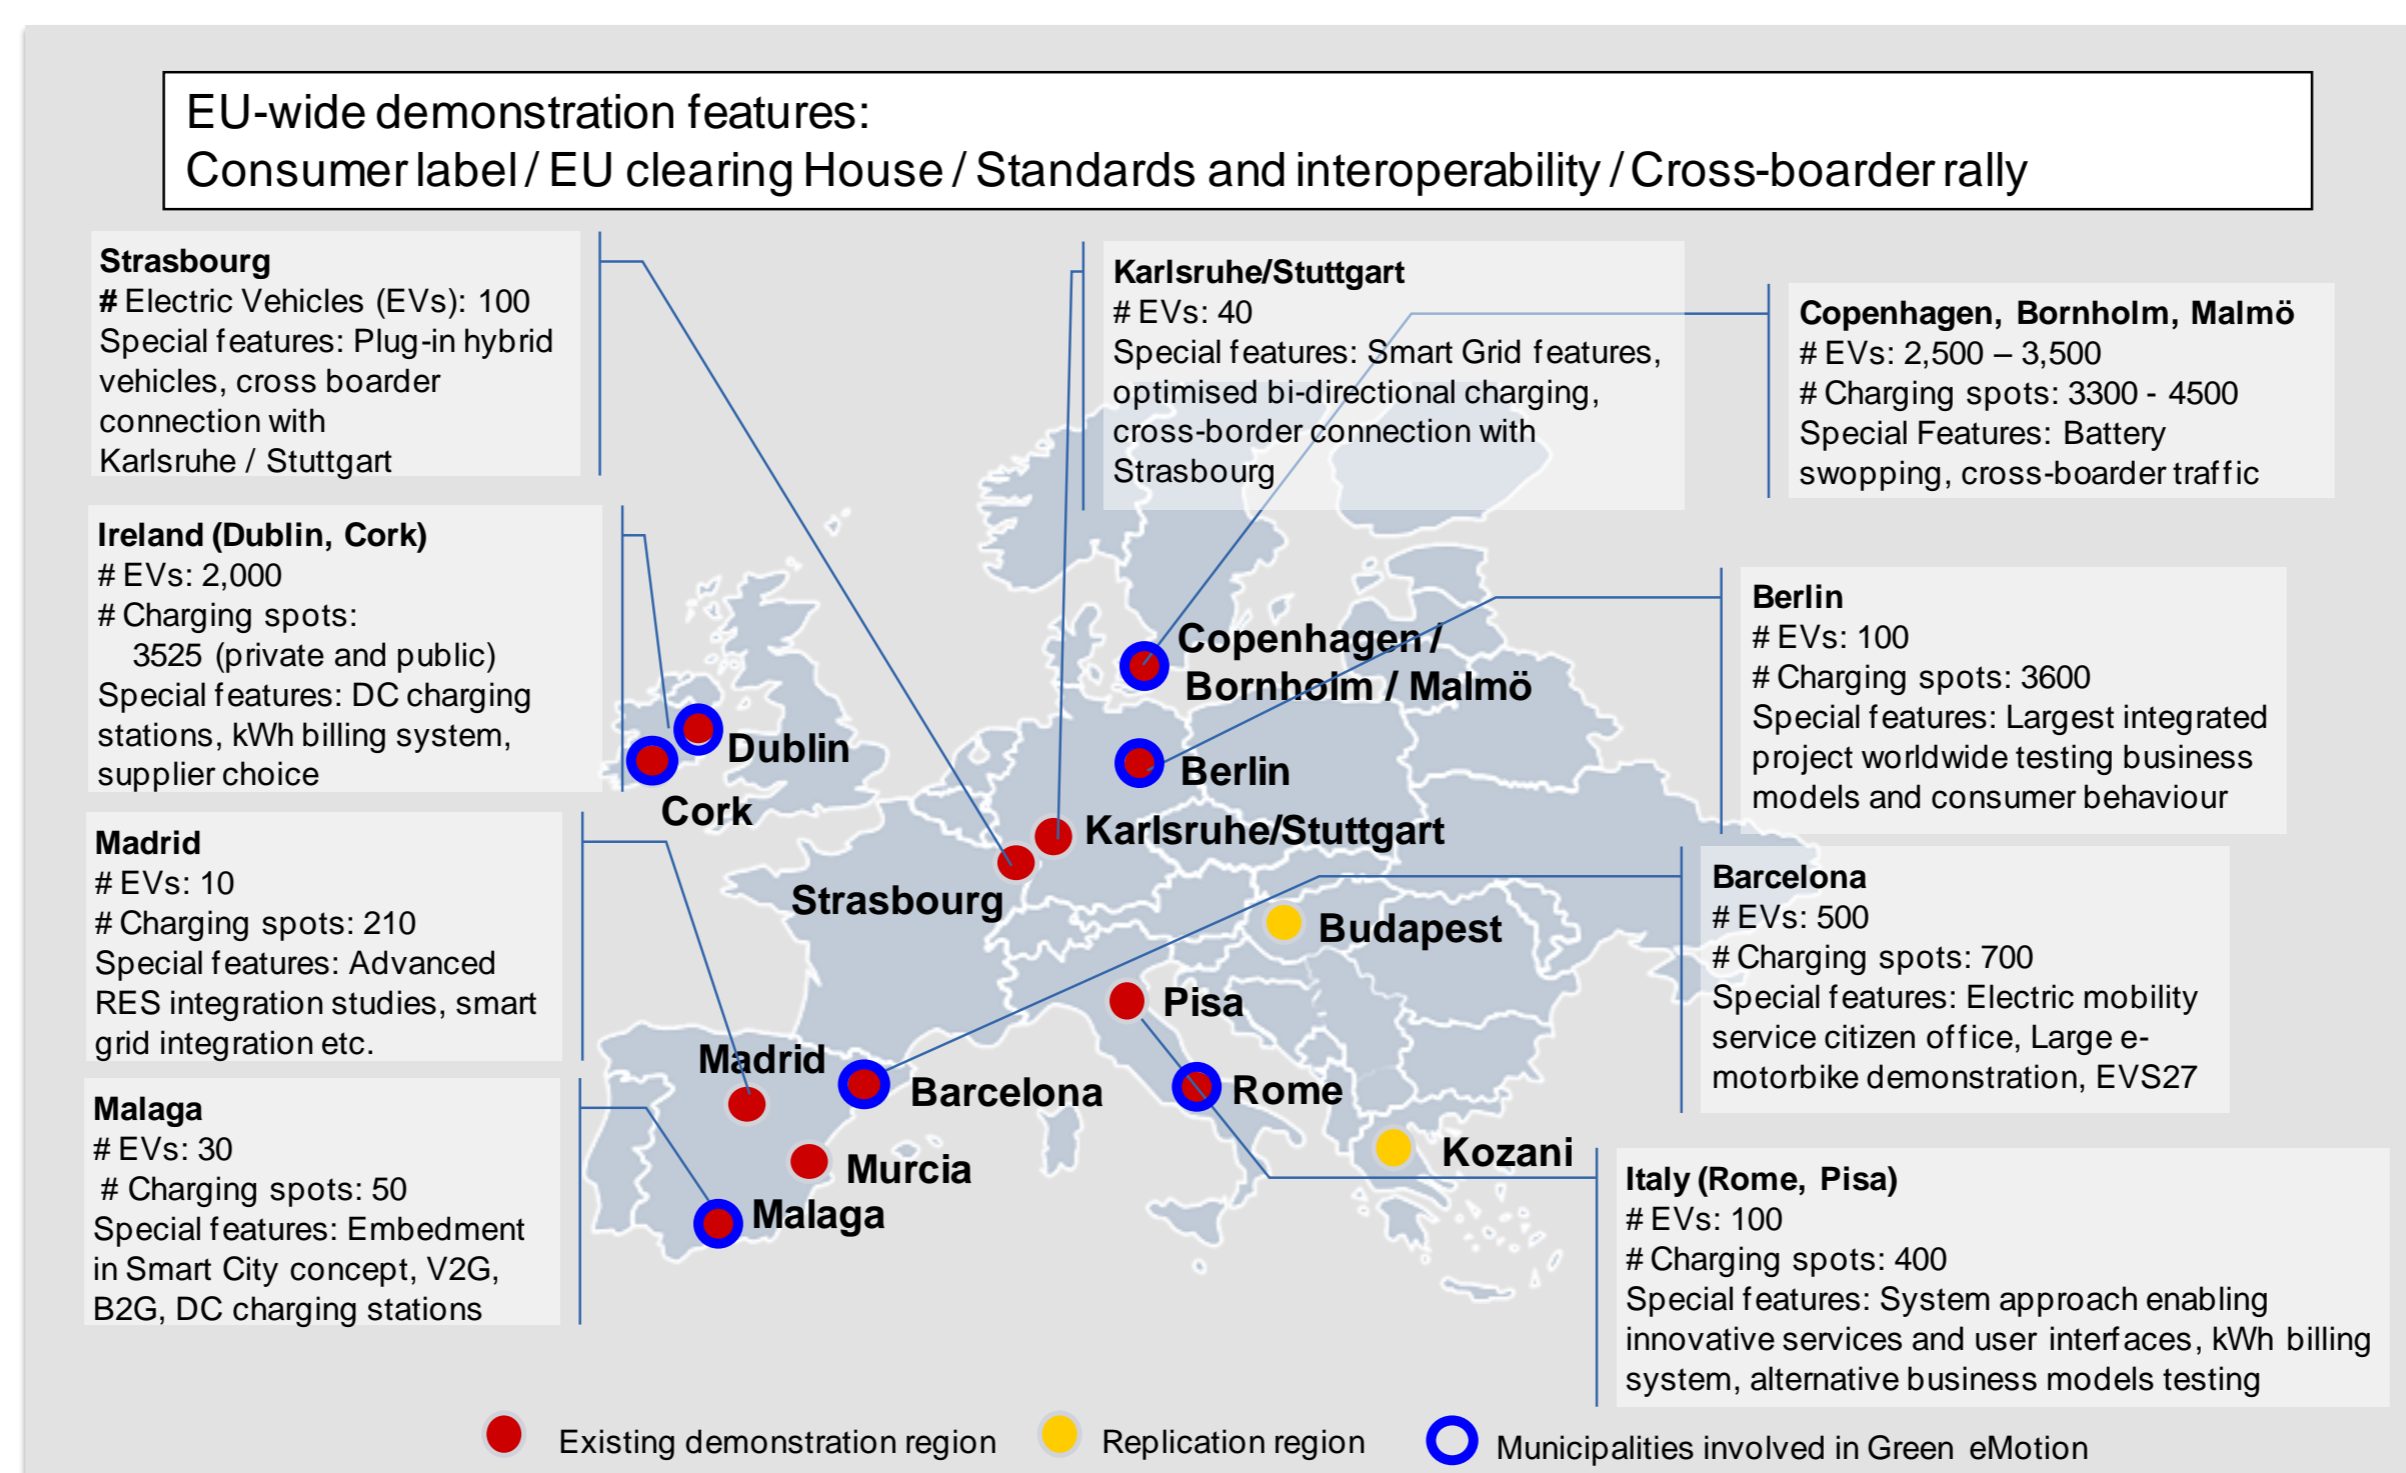 EU-wide demonstration features:
Consumer label / EU clearing House / Standards and interoperability / Cross-boarder rally
Strasbourg
# Electric Vehicles (EVs): 100
Special features: Plug-in hybrid
vehicles, cross boarder
connection with
Karlsruhe / Stuttgart
Karlsruhe/Stuttgart
# EVs: 40
Special features: Smart Grid features,
optimised bi-directional charging,
cross-border connection with
Strasbourg
Copenhagen, Bornholm, Malmö
# EVs: 2,500 – 3,500
# Charging spots: 3300 - 4500
Special Features: Battery
swopping, cross-boarder traffic
Ireland (Dublin, Cork)
# EVs: 2,000
# Charging spots:
3525 (private and public)
Special features: DC charging
stations, kWh billing system,
supplier choice
Berlin
# EVs: 100
# Charging spots: 3600
Special features: Largest integrated
project worldwide testing business
models and consumer behaviour
Madrid
# EVs: 10
# Charging spots: 210
Special features: Advanced
RES integration studies, smart
grid integration etc.
Barcelona
# EVs: 500
# Charging spots: 700
Special features: Electric mobility
service citizen office, Large e-
motorbike demonstration, EVS27
Malaga
# EVs: 30
# Charging spots: 50
Special features: Embedment
in Smart City concept, V2G,
B2G, DC charging stations
Italy (Rome, Pisa)
# EVs: 100
# Charging spots: 400
Special features: System approach enabling
innovative services and user interfaces, kWh billing
system, alternative business models testing
Copenhagen /
Bornholm / Malmö
Dublin
Berlin
Cork
Karlsruhe/Stuttgart
Strasbourg
Budapest
Pisa
Madrid
Barcelona
Rome
Kozani
Murcia
Malaga
Existing demonstration region
Replication region
Municipalities involved in Green eMotion